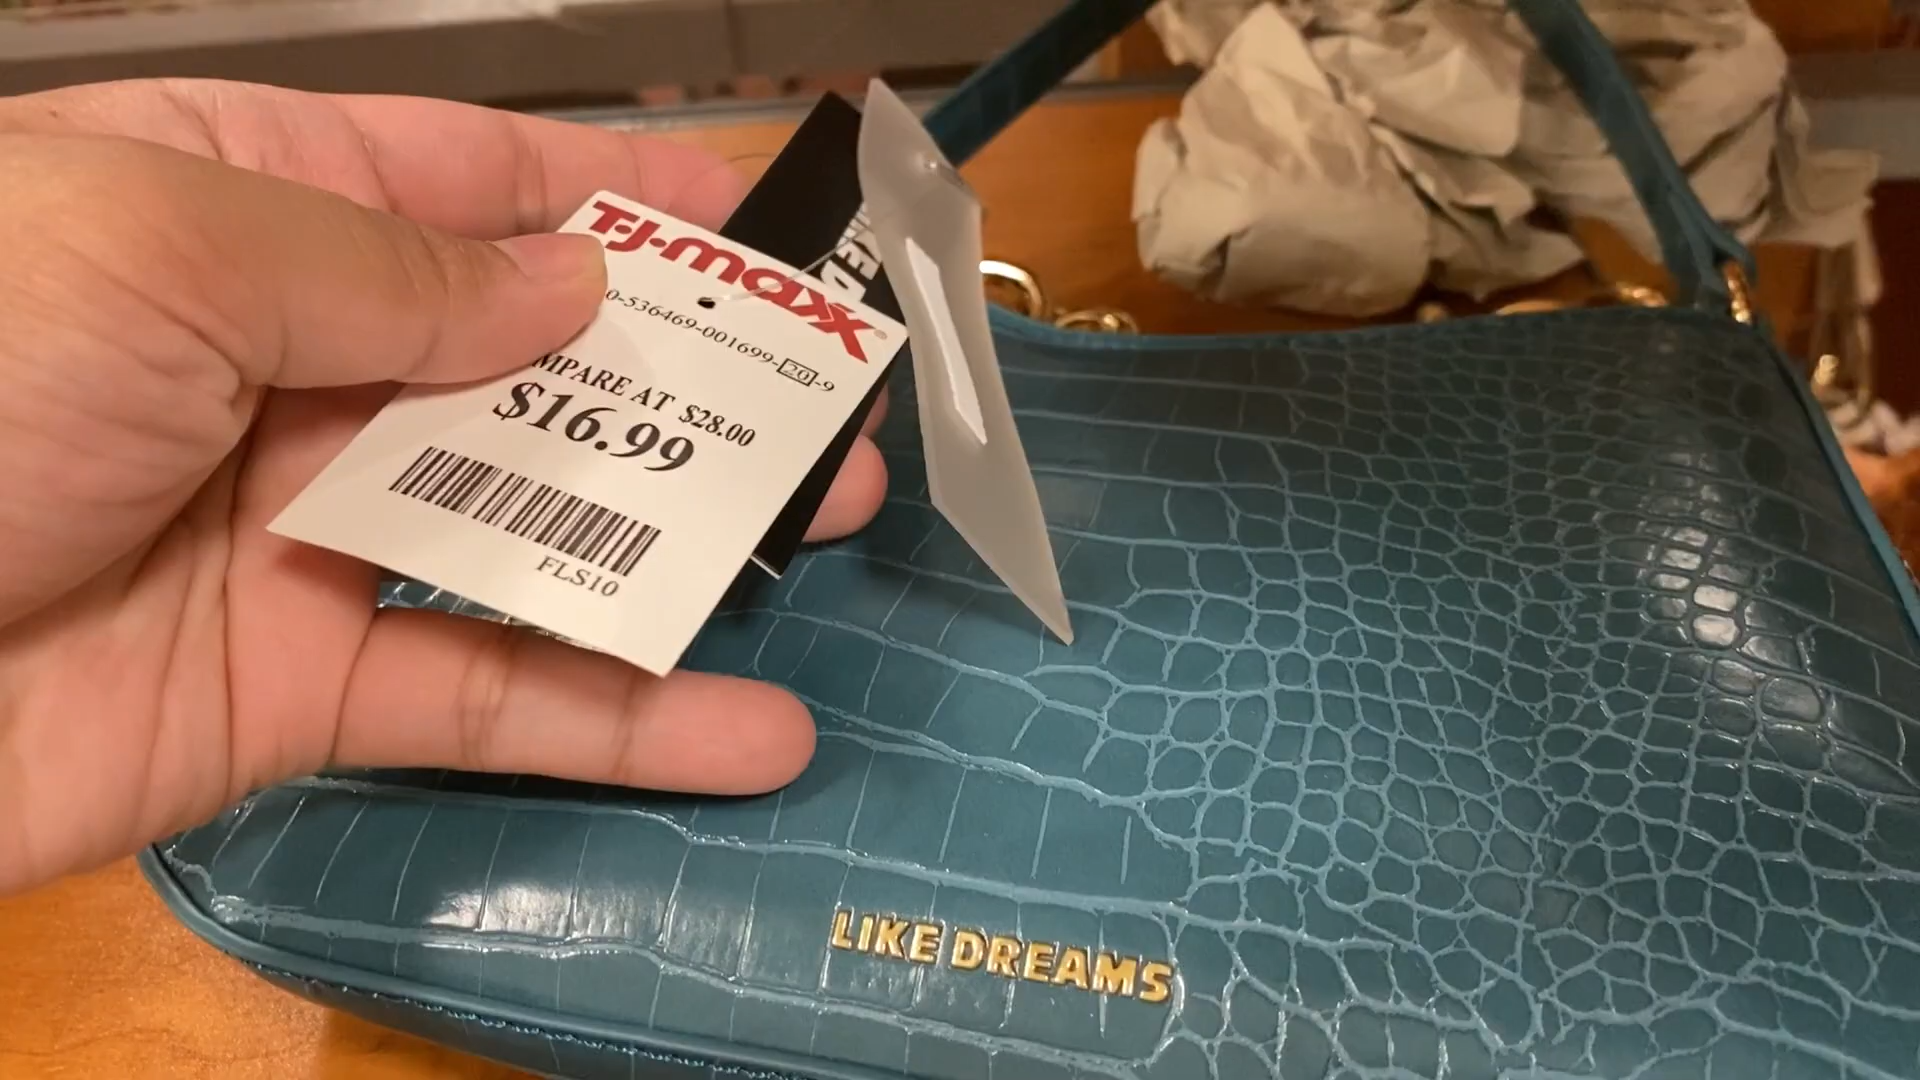 T·J·maxx®
0-536469-001699-20-9
MPARE AT $28.00
$16.99
FLS10
LIKE DREAMS